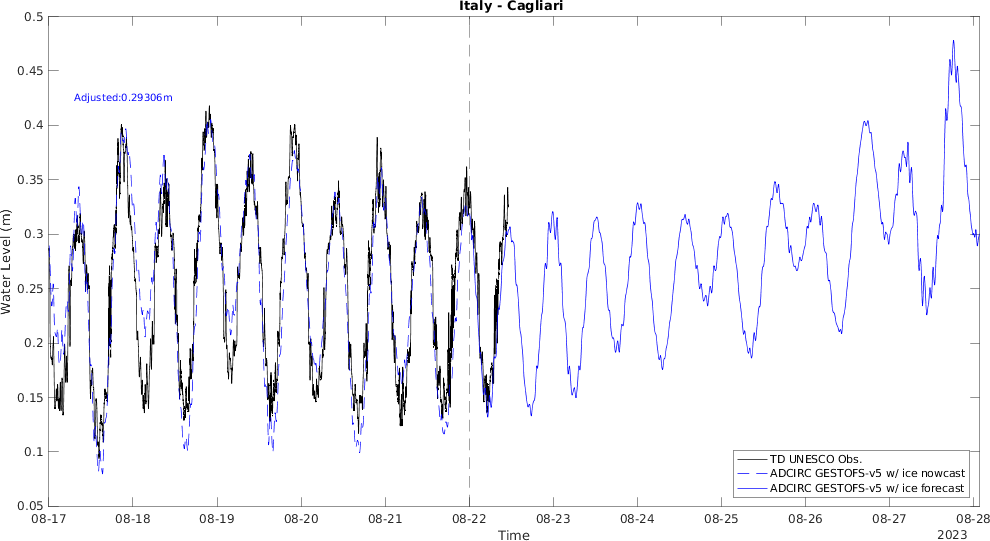 Italy - Cagliari
Adjusted:0.29306m
Water Level (m)
0.5
0.45
0.4
0.35
0.3
0.25
0.2
0.15
0.1
0.05
TD UNESCO Obs.
ADCIRC GESTOFS-v5 w/ ice nowcast
ADCIRC GESTOFS-v5 w/ ice forecast
08-17 08-18 08-19 08-20 08-21 08-22 08-23 08-24 08-25 08-26 08-27 08-28
Time
2023